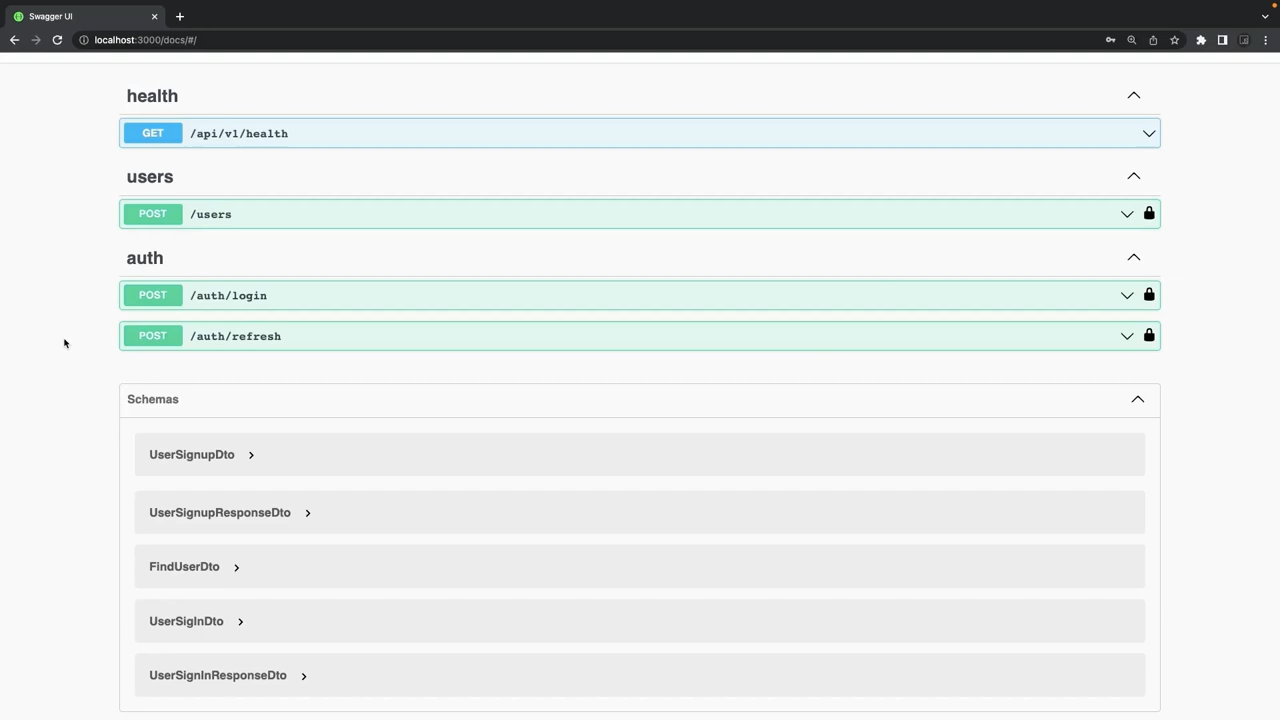 Swagger UI
localhost:3000/docs/#/
health
GET /api/v1/health
users
POST /users
auth
POST /auth/login
POST /auth/refresh
Schemas
UserSignupDto
UserSignupResponseDto
FindUserDto
UserSigInDto
UserSignInResponseDto